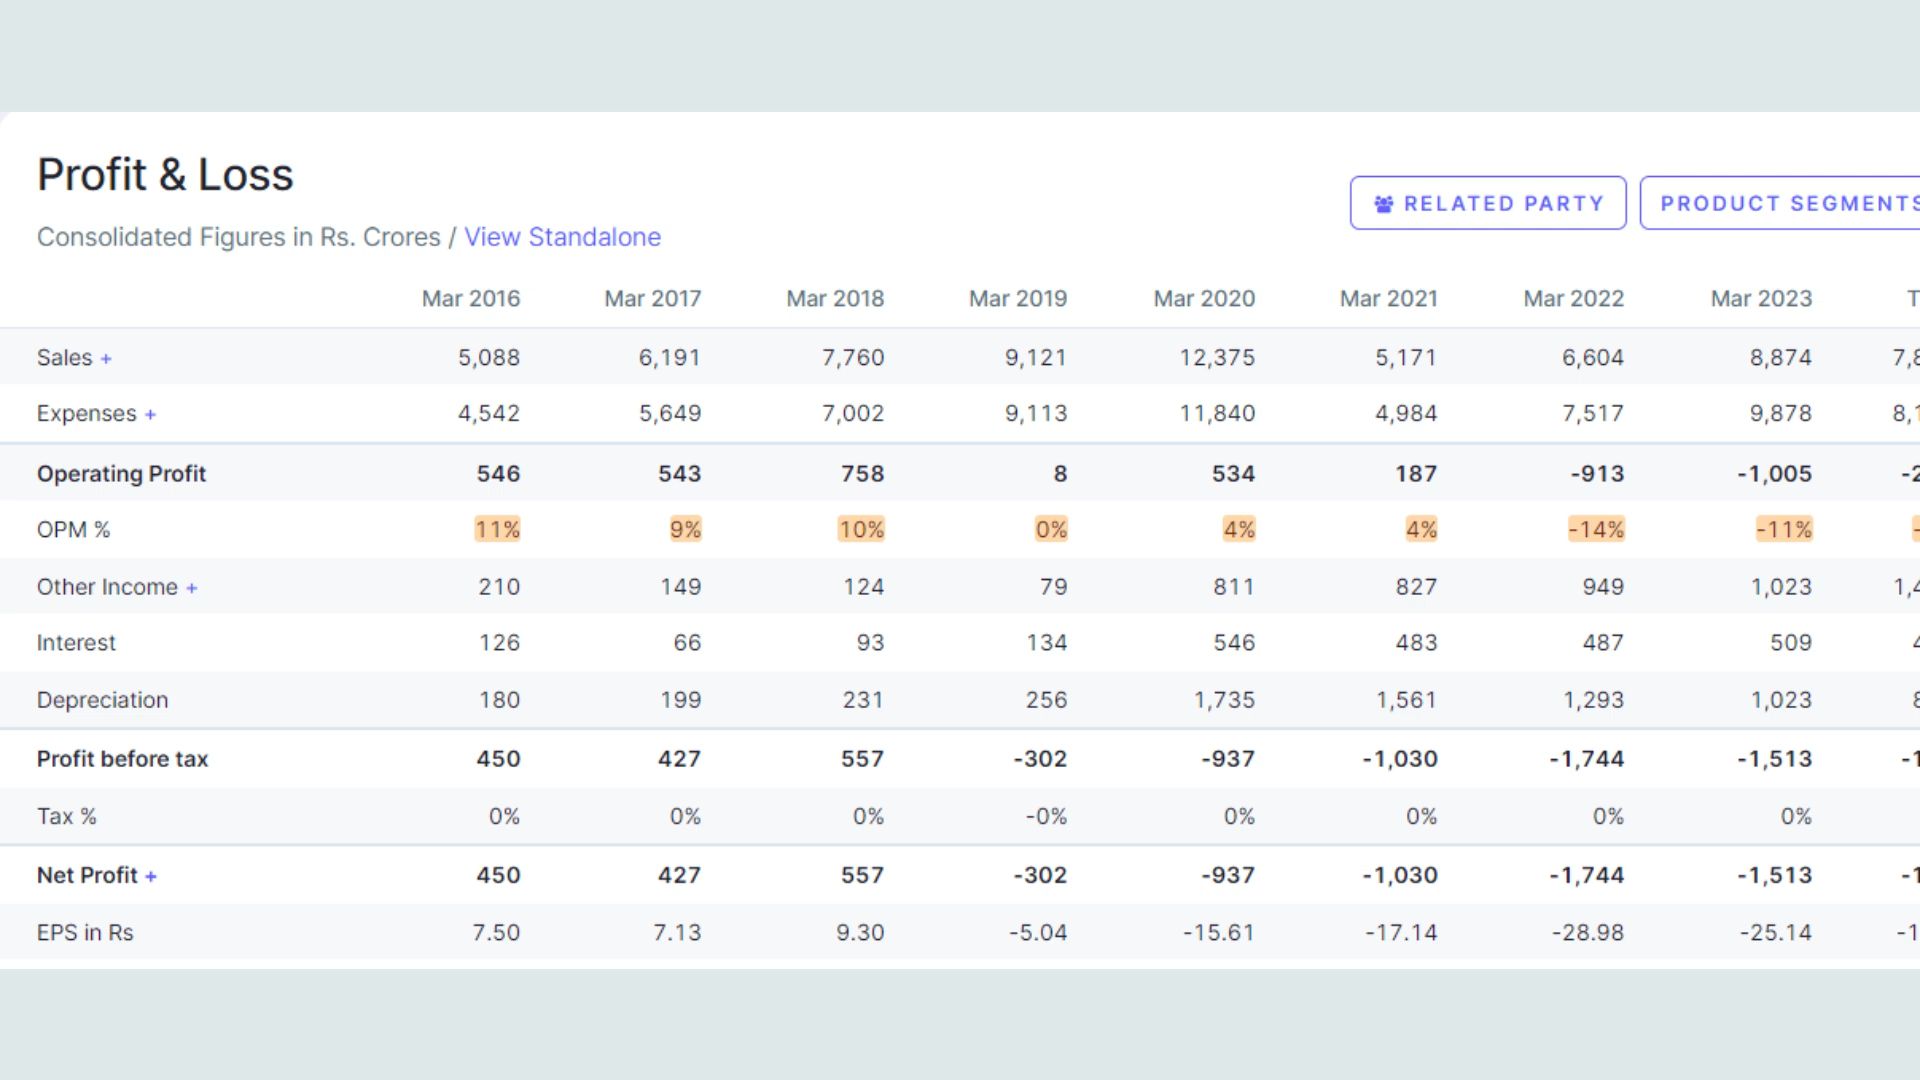 Profit & Loss
RELATED PARTY
PRODUCT SEGMENTS
Consolidated Figures in Rs. Crores / View Standalone
Mar 2016 Mar 2017 Mar 2018 Mar 2019 Mar 2020 Mar 2021 Mar 2022 Mar 2023
Sales + 5,088 6,191 7,760 9,121 12,375 5,171 6,604 8,874
Expenses + 4,542 5,649 7,002 9,113 11,840 4,984 7,517 9,878
Operating Profit 546 543 758 8 534 187 -913 -1,005
OPM % 11% 9% 10% 0% 4% 4% -14% -11%
Other Income + 210 149 124 79 811 827 949 1,023
Interest 126 66 93 134 546 483 487 509
Depreciation 180 199 231 256 1,735 1,561 1,293 1,023
Profit before tax 450 427 557 -302 -937 -1,030 -1,744 -1,513
Tax % 0% 0% 0% -0% 0% 0% 0% 0%
Net Profit + 450 427 557 -302 -937 -1,030 -1,744 -1,513
EPS in Rs 7.50 7.13 9.30 -5.04 -15.61 -17.14 -28.98 -25.14